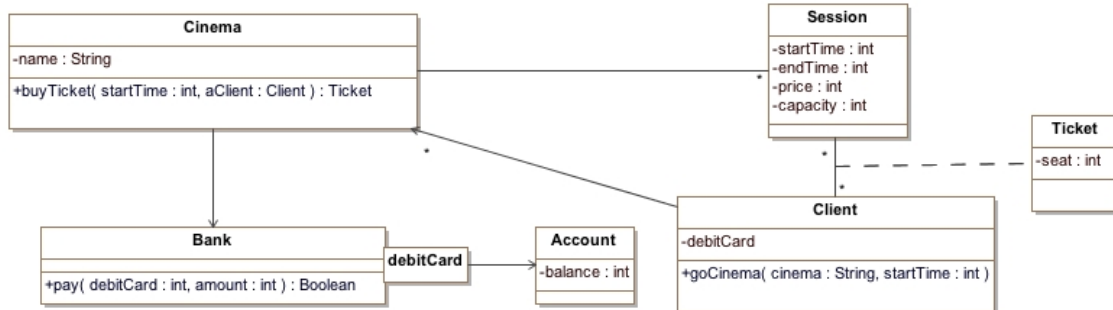 Cinema
-name : String
+buyTicket( startTime : int, aClient : Client ) : Ticket
Session
-startTime : int
-endTime : int
-price : int
-capacity : int
*
*
*
*
Ticket
-seat : int
Client
-debitCard
+goCinema( cinema : String, startTime : int )
Bank
+pay( debitCard : int, amount : int ) : Boolean
debitCard
Account
-balance : int